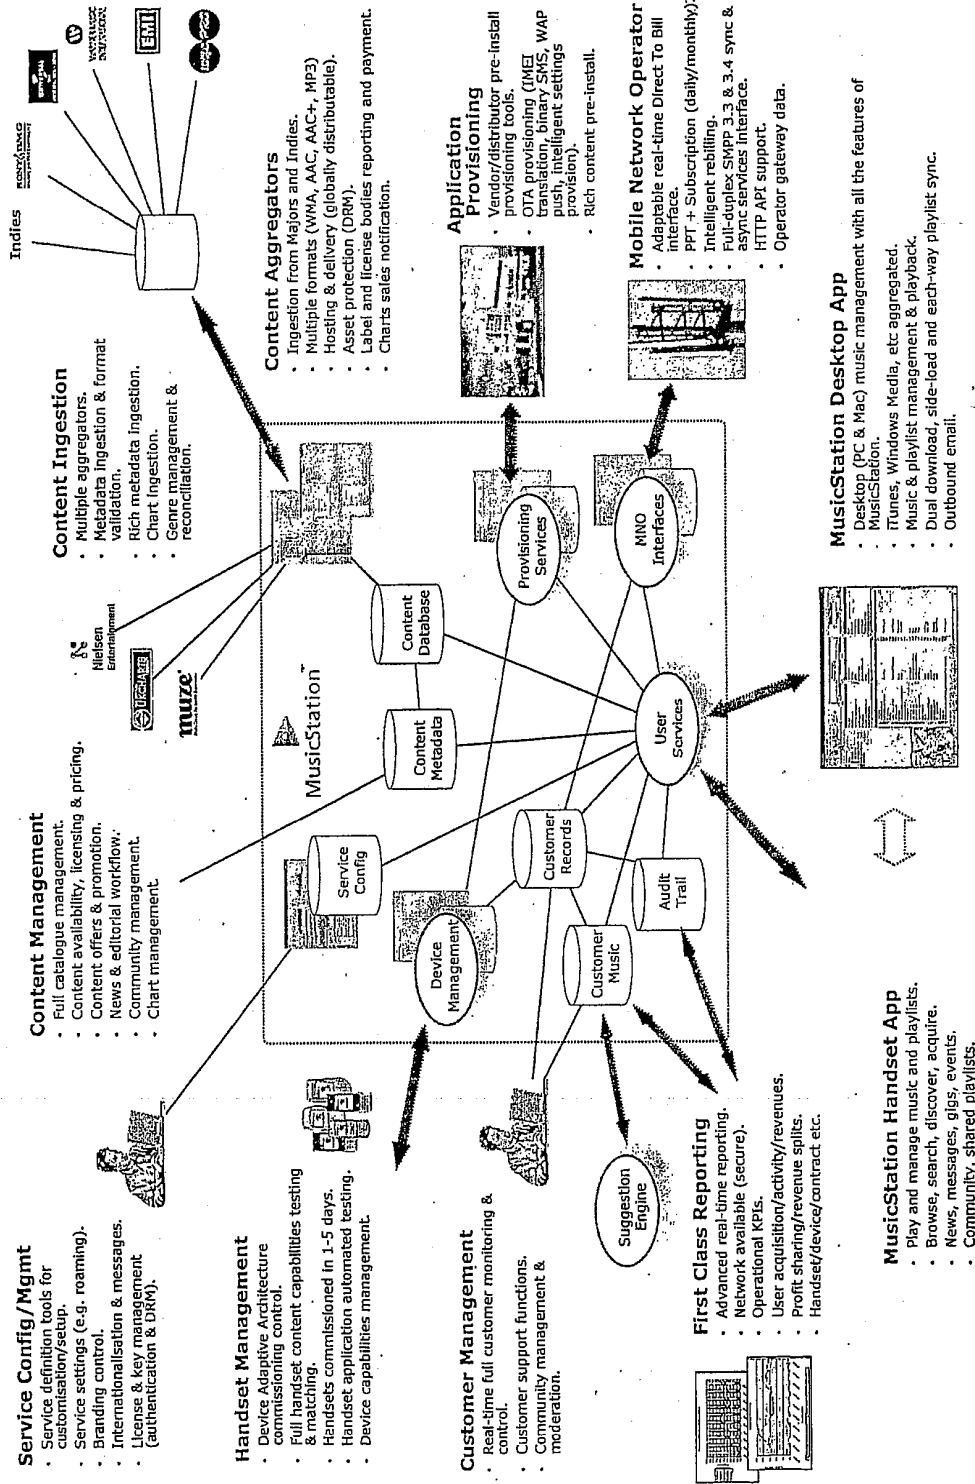 Service Config/Mgmt
· Service definition tools for
customisation/setup.
· Service settings (e.g. roaming).
· Branding control.
· Internationalisation & messages.
· License & key management
(authentication & DRM).
Content Management
· Full catalogue management.
· Content availability, licensing & pricing.
· Content offers & promotion.
· News & editorial workflow.
· Community management.
· Chart management.
Content Ingestion
· Multiple aggregators.
· Metadata ingestion & format
validation.
· Rich metadata Ingestion.
· Chart Ingestion.
· Genre management &
reconciliation.
Indies
EMI
Nielsen
Entertainment
muze
Handset Management
· Device Adaptive Architecture
commissioning control.
· Full handset content capabilities testing
& matching.
· Handsets commissioned in 1-5 days.
· Handset application automated testing.
· Device capabilities management.
MusicStation
Service
Config
Content
Metadata
Content
Database
Device
Management
Customer
Records
Customer
Music
Audit
Trail
User
Services
Provisioning
Services
MNO
Interfaces
Content Aggregators
· Ingestion from Majors and Indies.
· Multiple formats (WMA, AAC, AAC+, MP3)
· Hosting & delivery (globally distributable).
· Asset protection (DRM).
· Label and license bodies reporting and payment.
· Charts sales notification.
Application
Provisioning
· Vendor/distributor pre-install
provisioning tools.
· OTA provisioning (IMEI
translation, binary SMS, WAP
push, intelligent settings
provision).
· Rich content pre-install.
Customer Management
· Real-time full customer monitoring &
control.
· Customer support functions.
· Community management &
moderation.
Suggestion
Engine
Mobile Network Operator
· Adaptable real-time Direct To Bill
interface.
· PPT + Subscription (daily/monthly).
· Intelligent rebilling.
· Full-duplex SMPP 3.3 & 3.4 sync &
async services interface.
· HTTP API support.
· Operator gateway data.
First Class Reporting
· Advanced real-time reporting.
· Network available (secure).
· Operational KPIs.
· User acquisition/activity/revenues.
· Profit sharing/revenue splits
· Handset/device/contract etc.
MusicStation Desktop App
· Desktop (PC & Mac) music management with all the features of
MusicStation.
· iTunes, Windows Media, etc aggregated.
· Music & playlist management & playback.
· Dual download, side-load and each-way playlist sync.
· Outbound email.
MusicStation Handset App
· Play and manage music and playlists.
· Browse, search, discover, acquire.
· News, messages, gigs, events.
· Community, shared playlists.